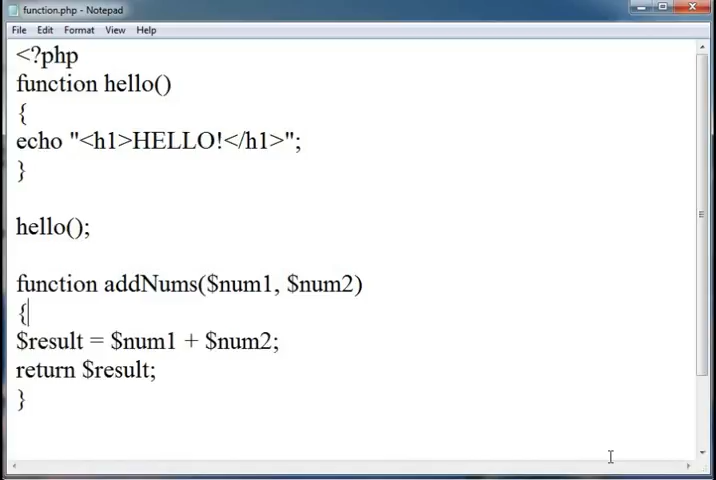 function.php - Notepad
File Edit Format View Help
<?php
function hello()
{
echo "<h1>HELLO!</h1>";
}
hello();
function addNums($num1, $num2)
{
$result = $num1 + $num2;
return $result;
}